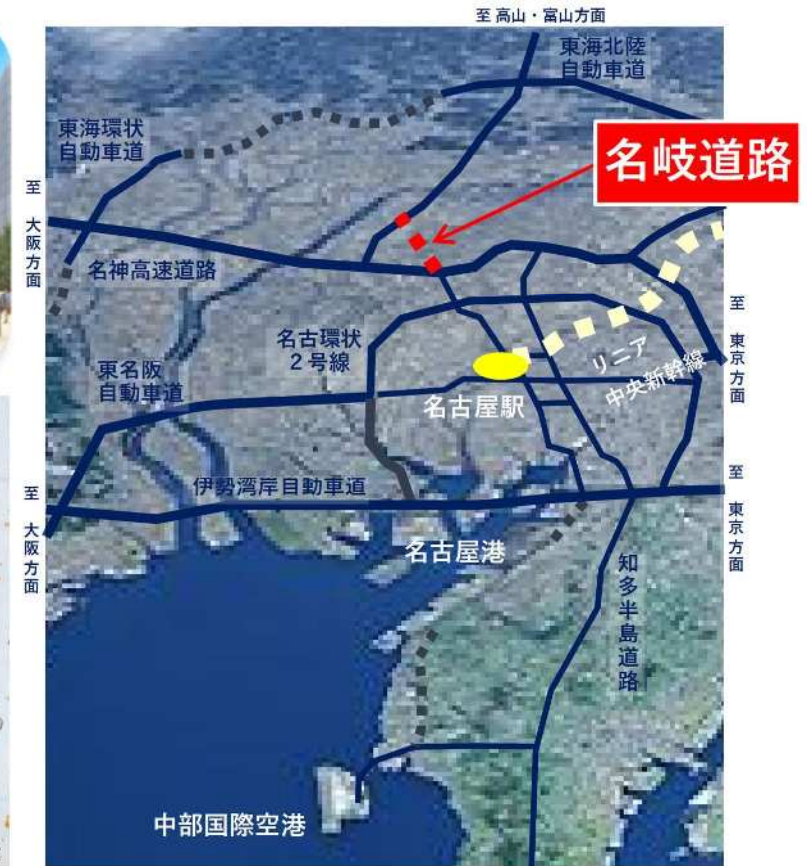 至 高山・富山方面
東海北陸
自動車道
東海環状
自動車道
名岐道路
至 大阪方面
名神高速道路
至 東京方面
名古環状
2号線
リニア
中央新幹線
東名阪
自動車道
名古屋駅
至 大阪方面
伊勢湾岸自動車道
至 東京方面
名古屋港
知多半島道路
中部国際空港